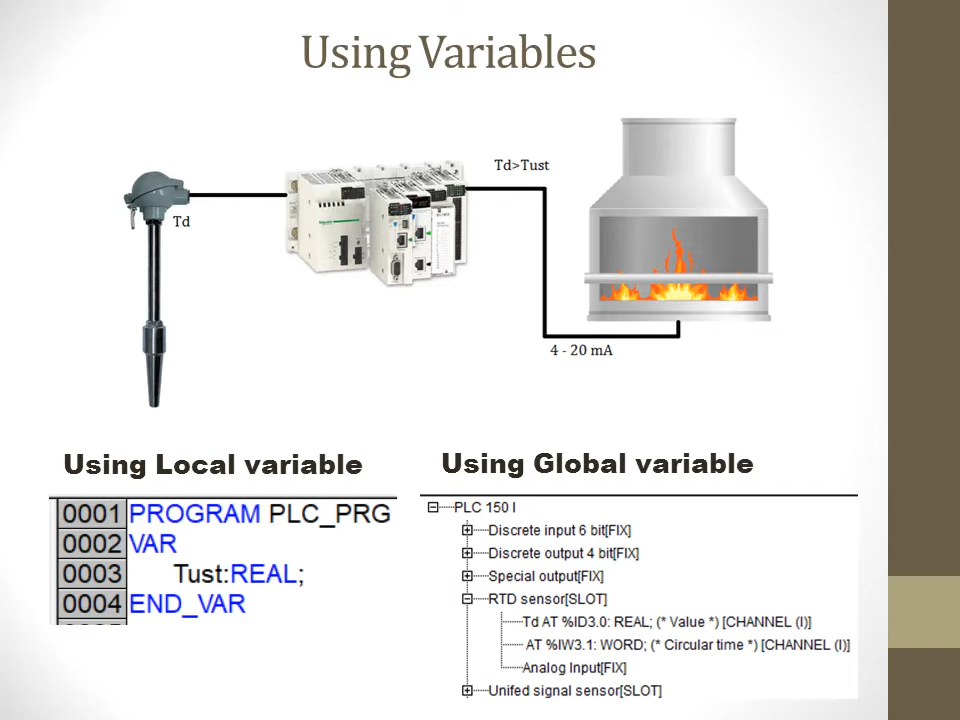 Using Variables
Td>Tust
Td
4 - 20 mA
Using Local variable
0001 PROGRAM PLC_PRG
0002 VAR
0003 Tust:REAL;
0004 END_VAR
Using Global variable
PLC 150 I
Discrete input 6 bit[FIX]
Discrete output 4 bit[FIX]
Special output[FIX]
RTD sensor[SLOT]
Td AT %ID3.0: REAL; (* Value *) [CHANNEL (I)]
AT %IW3.1: WORD; (* Circular time *) [CHANNEL (I)]
Analog Input[FIX]
Unifed signal sensor[SLOT]